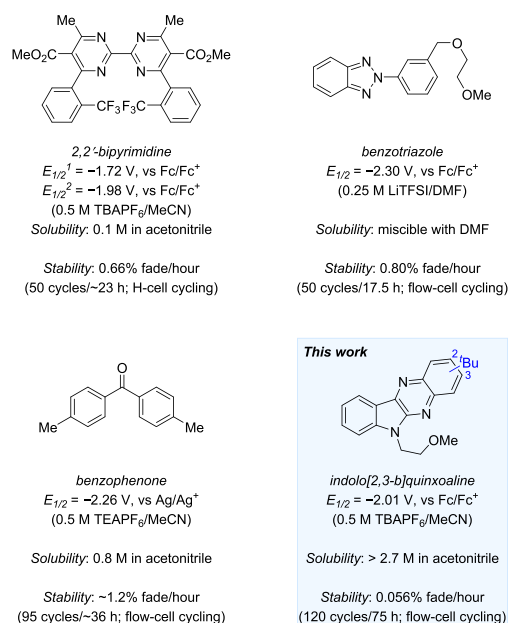 Me
Me
MeO₂C
N
N
N
N
CO₂Me
CF₃F₃C
2,2′-bipyrimidine
E1/2¹ = −1.72 V, vs Fc/Fc⁺
E1/2² = −1.98 V, vs Fc/Fc⁺
(0.5 M TBAPF₆/MeCN)
Solubility: 0.1 M in acetonitrile
Stability: 0.66% fade/hour
(50 cycles/~23 h; H-cell cycling)
O
N
N
N
OMe
benzotriazole
E1/2 = −2.30 V, vs Fc/Fc⁺
(0.25 M LiTFSI/DMF)
Solubility: miscible with DMF
Stability: 0.80% fade/hour
(50 cycles/17.5 h; flow-cell cycling)
O
Me
Me
benzophenone
E1/2 = −2.26 V, vs Ag/Ag⁺
(0.5 M TEAPF₆/MeCN)
Solubility: 0.8 M in acetonitrile
Stability: ~1.2% fade/hour
(95 cycles/~36 h; flow-cell cycling)
This work
2
ᵗBu
3
N
N
N
OMe
indolo[2,3-b]quinxoaline
E1/2 = −2.01 V, vs Fc/Fc⁺
(0.5 M TBAPF₆/MeCN)
Solubility: > 2.7 M in acetonitrile
Stability: 0.056% fade/hour
(120 cycles/75 h; flow-cell cycling)